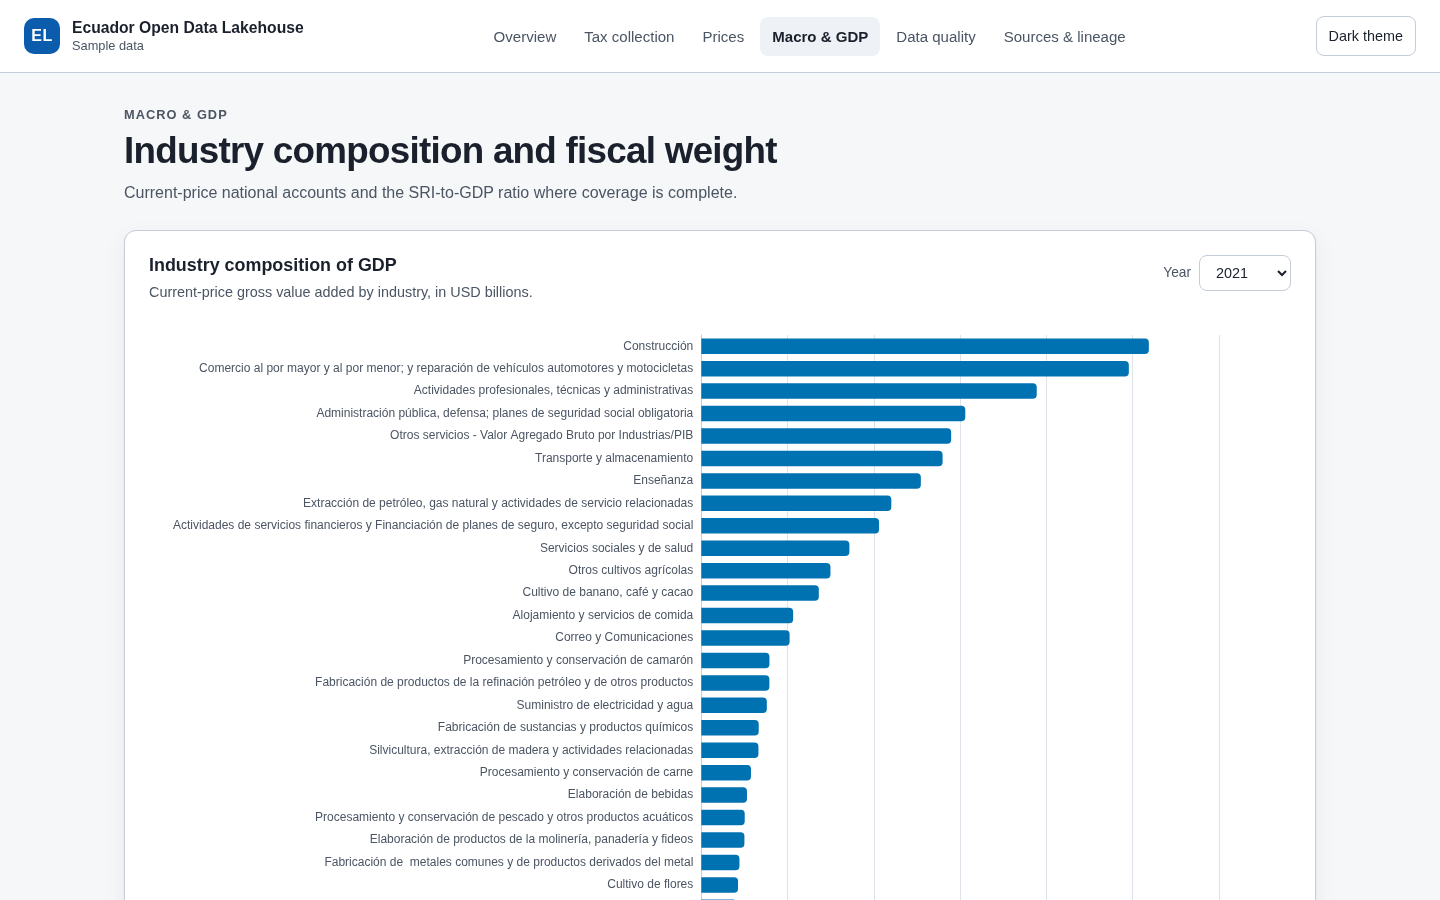 EL
Ecuador Open Data Lakehouse
Sample data
Overview
Tax collection
Prices
Macro & GDP
Data quality
Sources & lineage
Dark theme
MACRO & GDP
Industry composition and fiscal weight
Current-price national accounts and the SRI-to-GDP ratio where coverage is complete.
Industry composition of GDP
Current-price gross value added by industry, in USD billions.
Year
2021
Construcción
Comercio al por mayor y al por menor; y reparación de vehículos automotores y motocicletas
Actividades profesionales, técnicas y administrativas
Administración pública, defensa; planes de seguridad social obligatoria
Otros servicios - Valor Agregado Bruto por Industrias/PIB
Transporte y almacenamiento
Enseñanza
Extracción de petróleo, gas natural y actividades de servicio relacionadas
Actividades de servicios financieros y Financiación de planes de seguro, excepto seguridad social
Servicios sociales y de salud
Otros cultivos agrícolas
Cultivo de banano, café y cacao
Alojamiento y servicios de comida
Correo y Comunicaciones
Procesamiento y conservación de camarón
Fabricación de productos de la refinación petróleo y de otros productos
Suministro de electricidad y agua
Fabricación de sustancias y productos químicos
Silvicultura, extracción de madera y actividades relacionadas
Procesamiento y conservación de carne
Elaboración de bebidas
Procesamiento y conservación de pescado y otros productos acuáticos
Elaboración de productos de la molinería, panadería y fideos
Fabricación de  metales comunes y de productos derivados del metal
Cultivo de flores